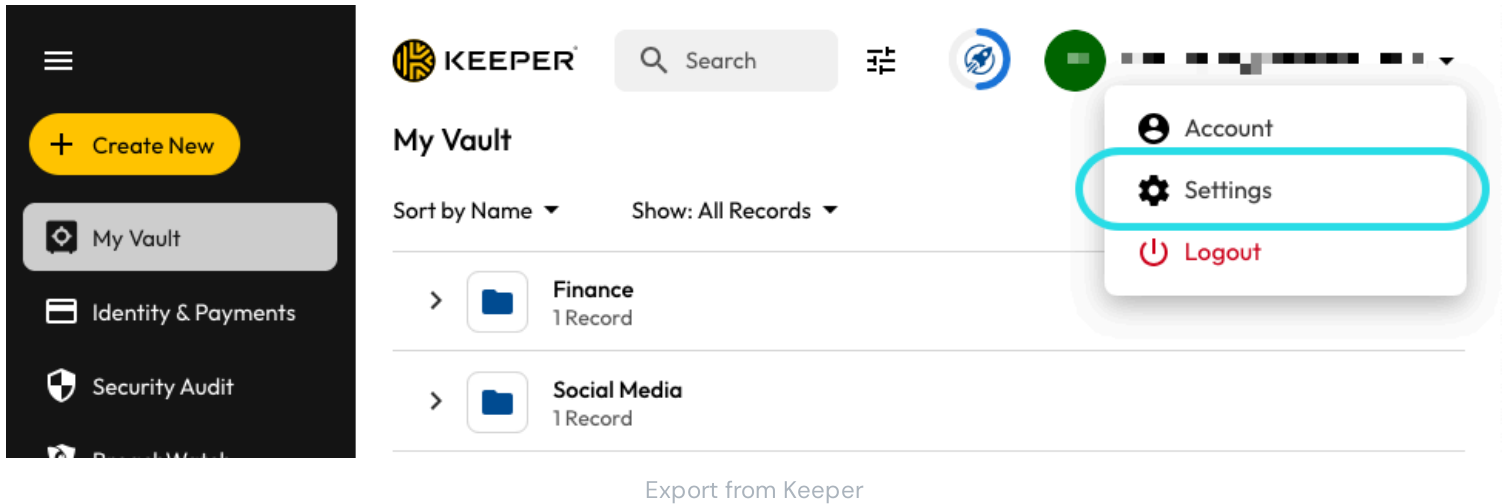 KEEPER
Search
Create New
My Vault
Identity & Payments
Security Audit
My Vault
Sort by Name
Show: All Records
Finance
1 Record
Social Media
1 Record
Account
Settings
Logout
Export from Keeper